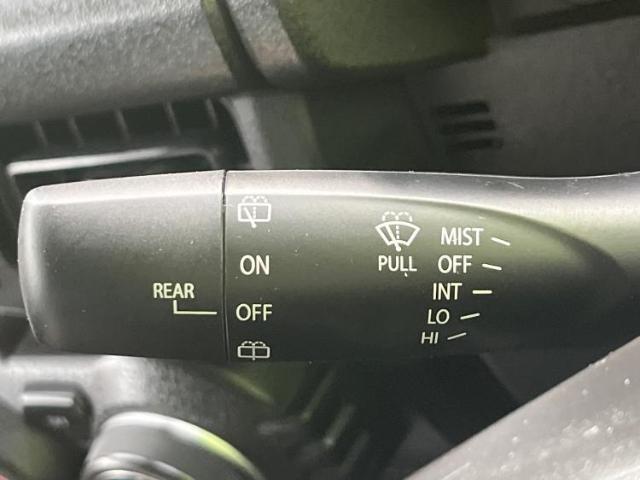 REAR
ON
OFF
PULL
MIST
OFF
INT
LO
HI